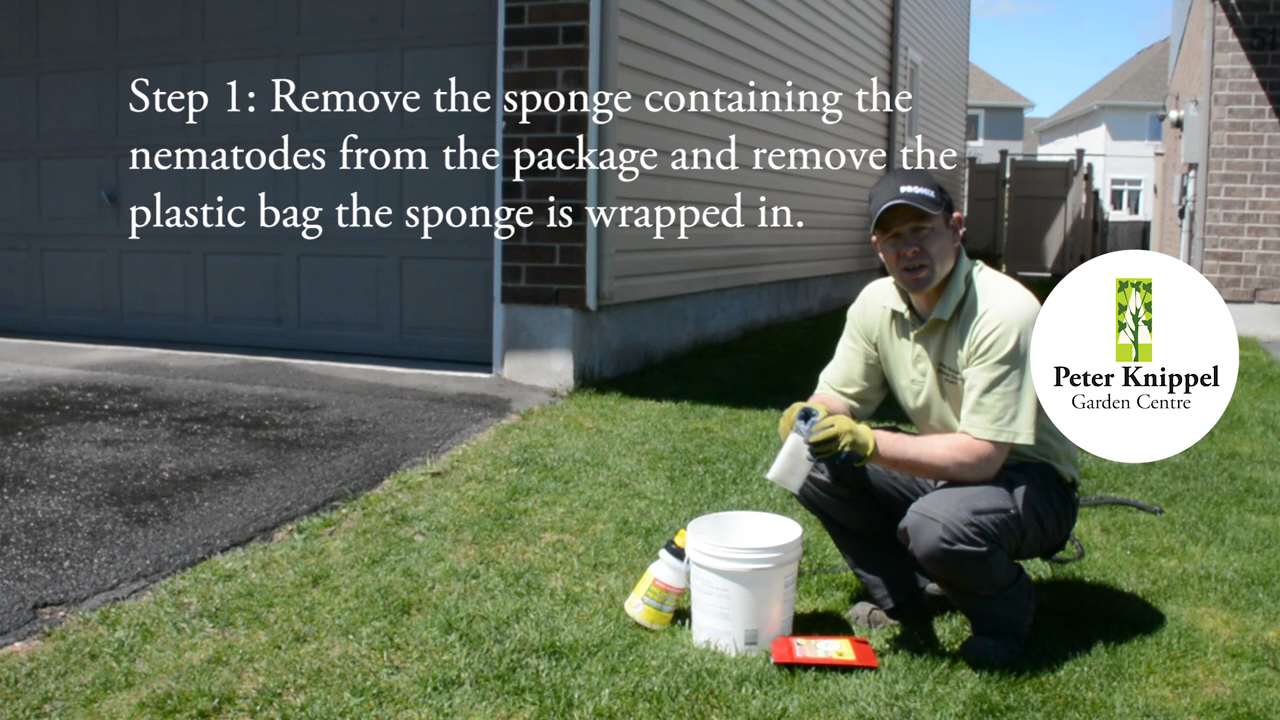 Step 1: Remove the sponge containing the
nematodes from the package and remove the
plastic bag the sponge is wrapped in.
PROMIX
Peter Knippel
Garden Centre